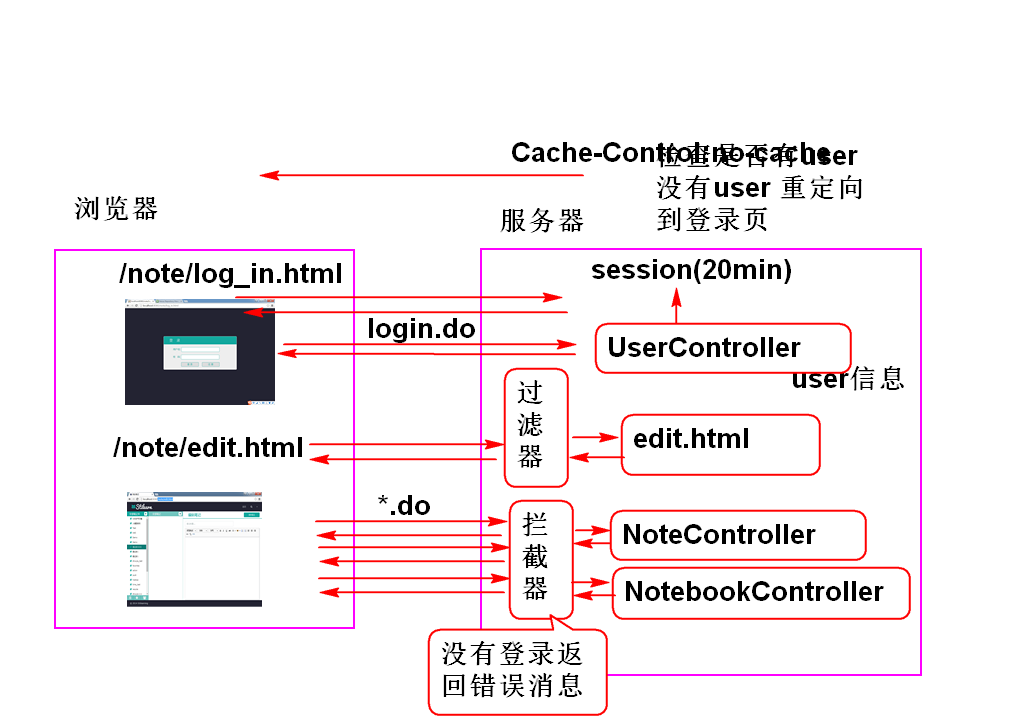 Cache-Control:no-cache
检查是否有user
没有user 重定向
到登录页
浏览器
服务器
/note/log_in.html
session(20min)
login.do
UserController
user信息
过
滤
器
/note/edit.html
edit.html
*.do
拦
截
器
NoteController
NotebookController
没有登录返
回错误消息